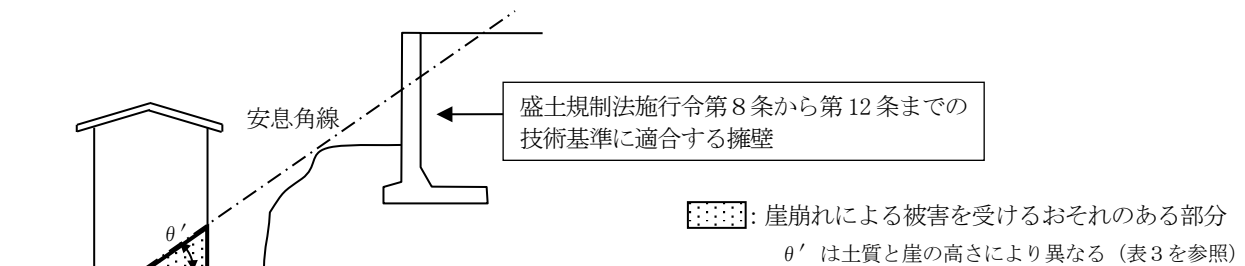 安息角線
盛土規制法施行令第８条から第 12 条までの
技術基準に適合する擁壁
θ′
: 崖崩れによる被害を受けるおそれのある部分
θ′ は土質と崖の高さにより異なる（表３を参照）